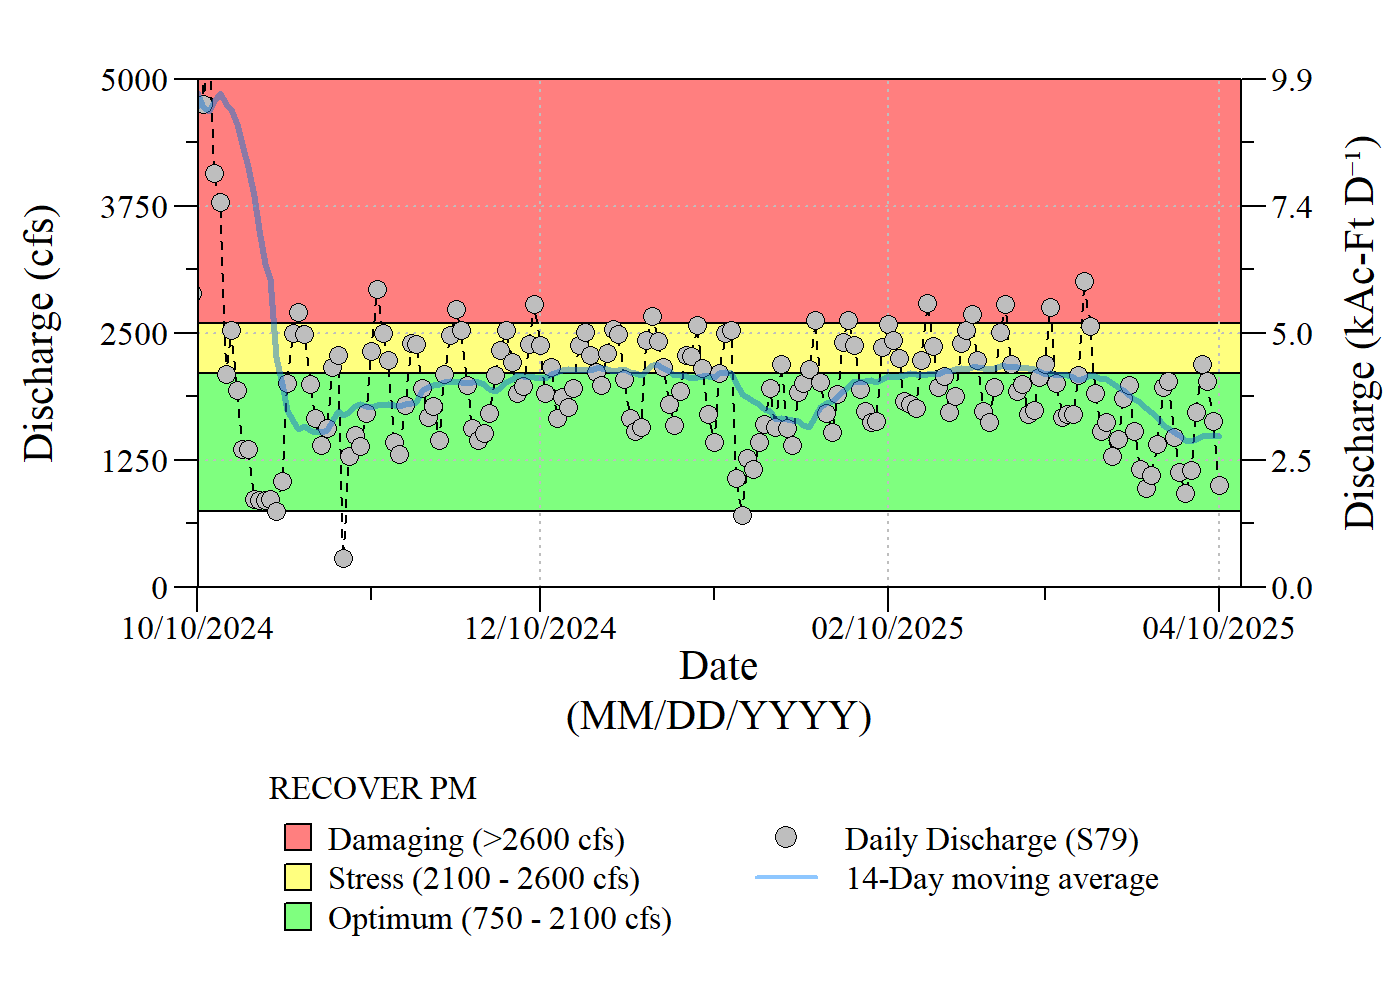 5000
3750
2500
1250
0
Discharge (cfs)
9.9
7.4
5.0
2.5
0.0
Discharge (kAc-Ft D⁻¹)
10/10/2024
12/10/2024
02/10/2025
04/10/2025
Date
(MM/DD/YYYY)
RECOVER PM
Damaging (>2600 cfs)
Stress (2100 - 2600 cfs)
Optimum (750 - 2100 cfs)
Daily Discharge (S79)
14-Day moving average